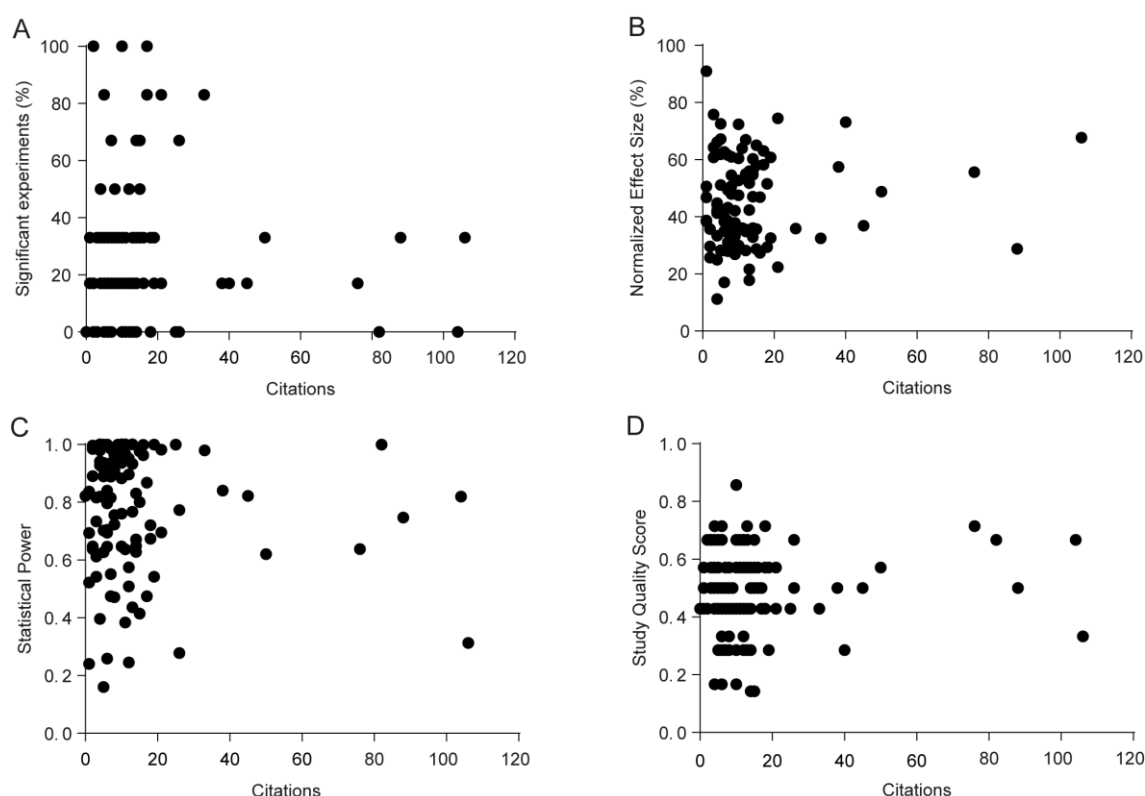 A
Significant experiments (%)
100
80
60
40
20
0
0 20 40 60 80 100 120
Citations
B
Normalized Effect Size (%)
100
80
60
40
20
0
0 20 40 60 80 100 120
Citations
C
Statistical Power
1.0
0.8
0.6
0.4
0.2
0.0
0 20 40 60 80 100 120
Citations
D
Study Quality Score
1.0
0.8
0.6
0.4
0.2
0.0
0 20 40 60 80 100 120
Citations